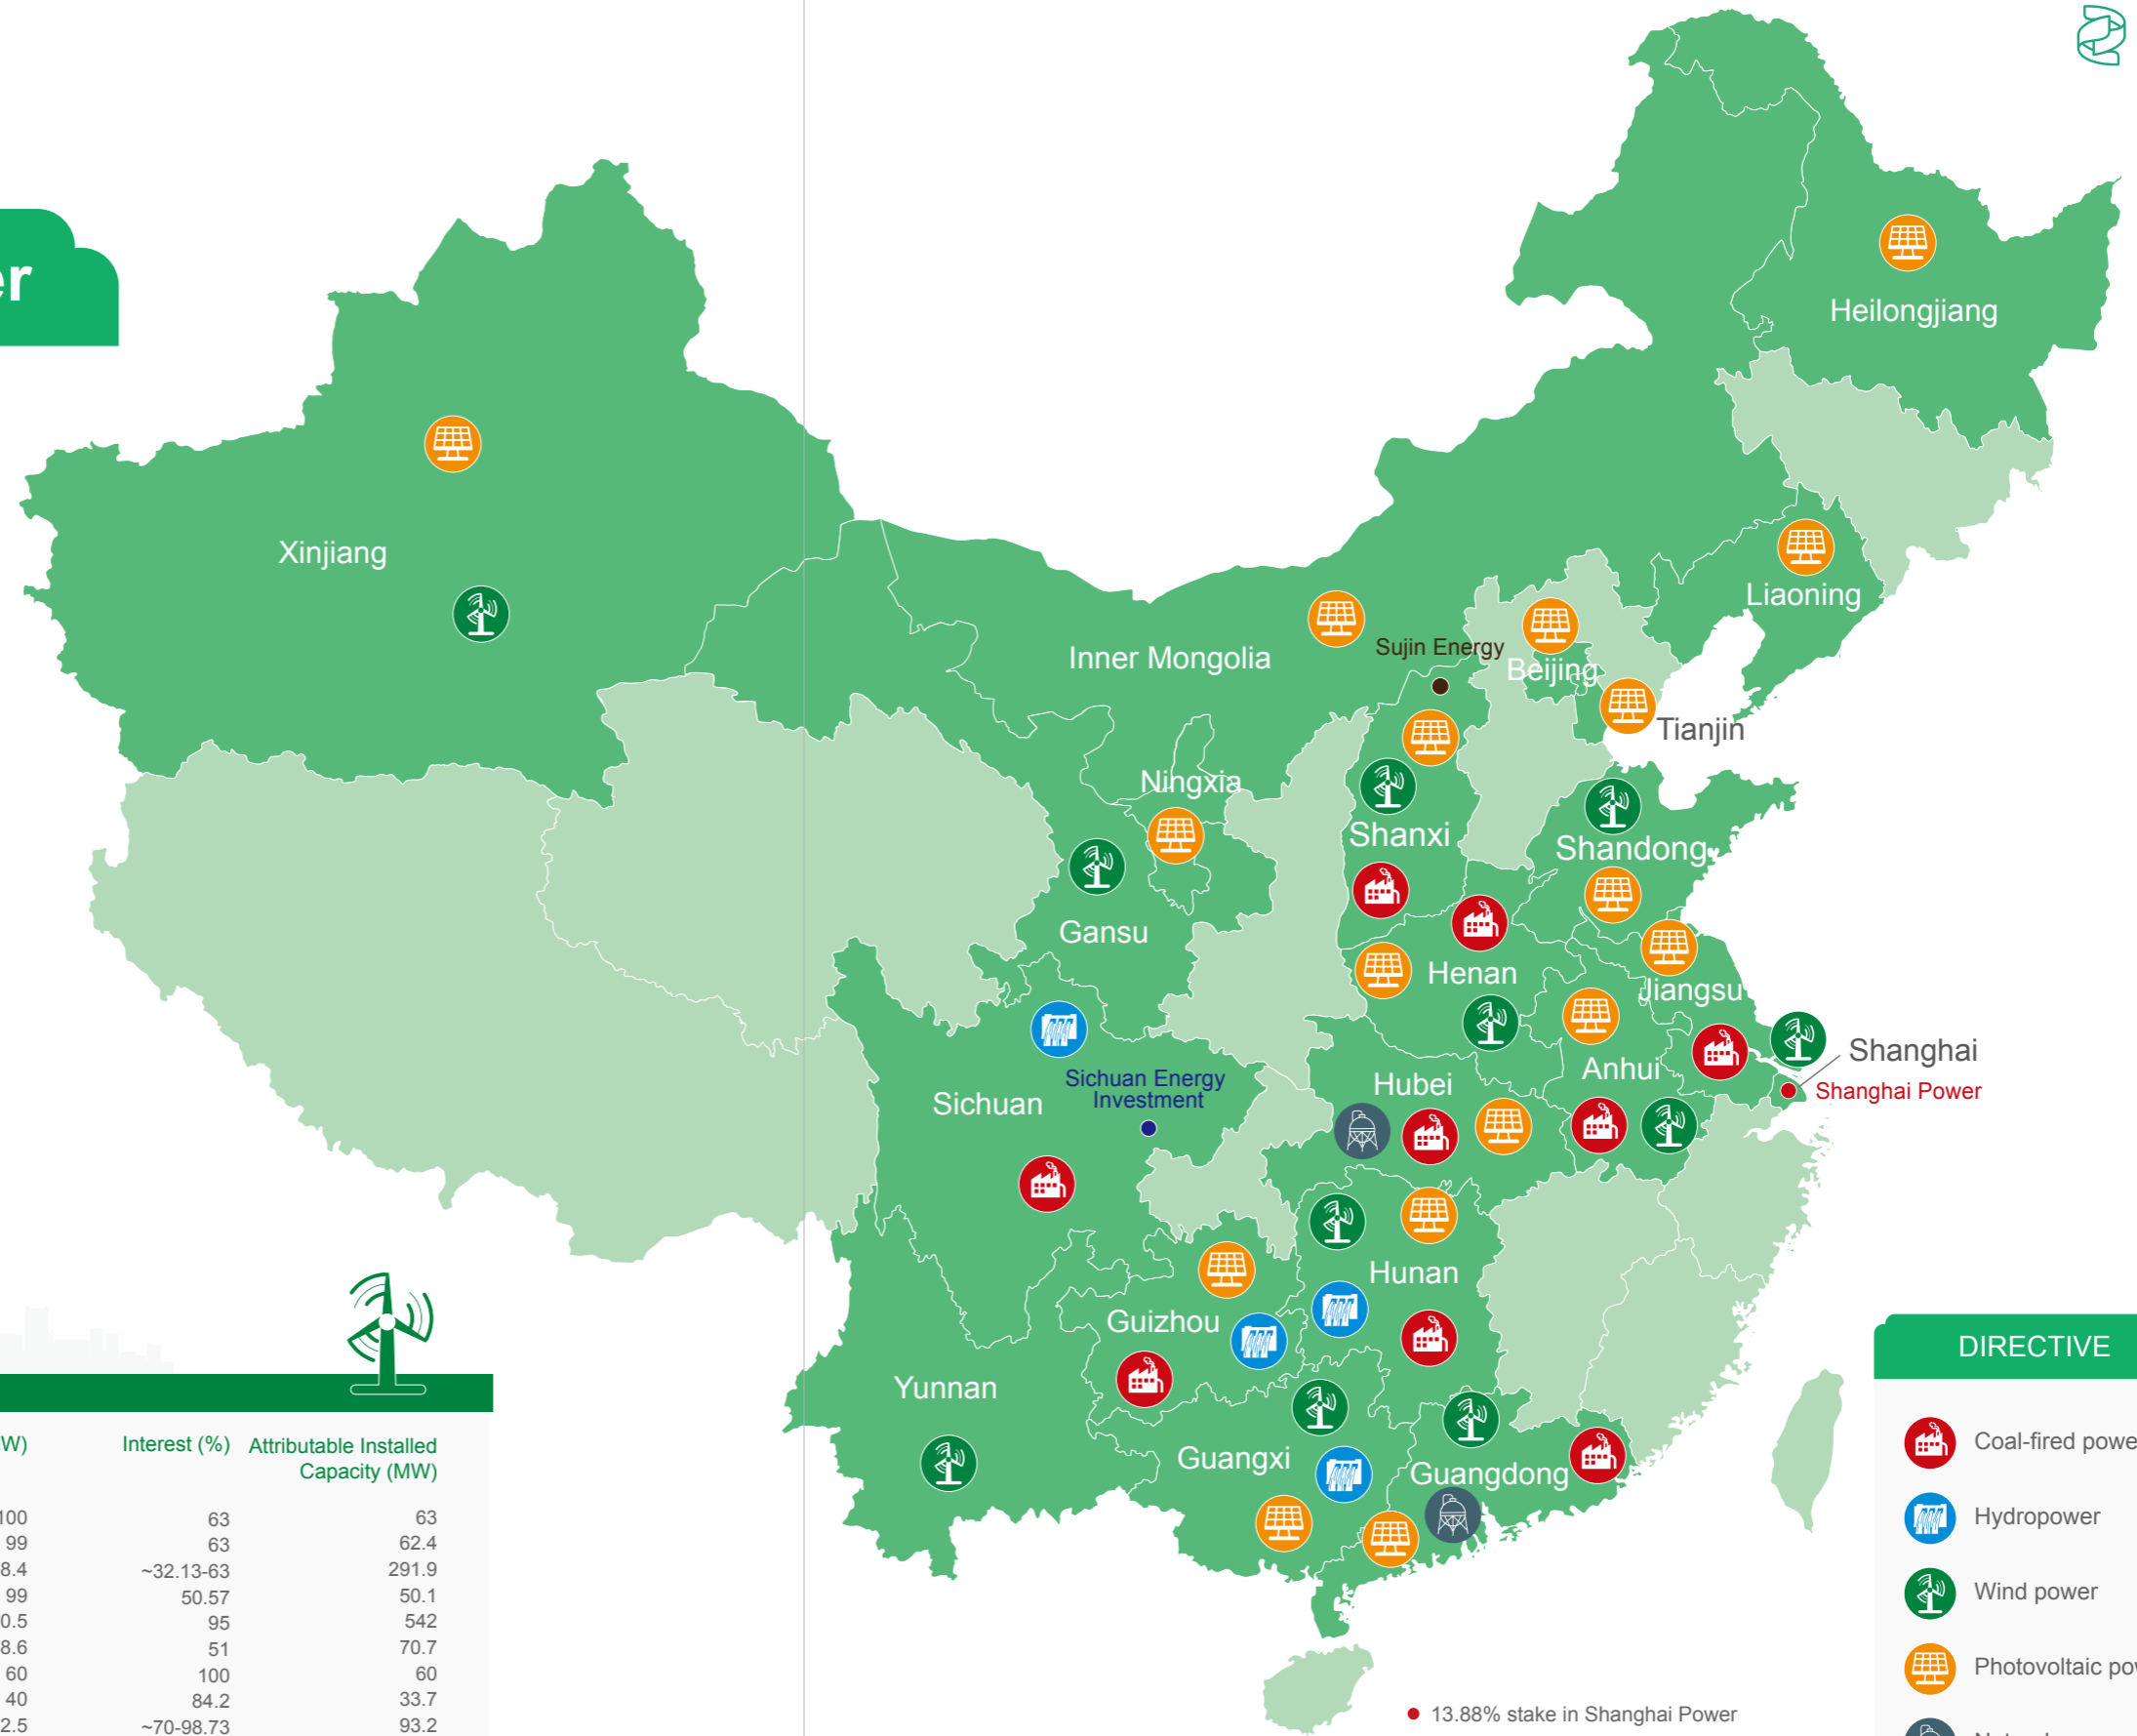 er
Heilongjiang
Xinjiang
Liaoning
Inner Mongolia
Sujin Energy
Beijing
Tianjin
Ningxia
Shanxi
Shandong
Gansu
Henan
Jiangsu
Shanghai
Anhui
Shanghai Power
Hubei
Sichuan Energy
Investment
Sichuan
Hunan
Guizhou
Yunnan
Guangxi
Guangdong
W) Interest (%) Attributable Installed
Capacity (MW)
100 63 63
99 63 62.4
8.4 ~32.13-63 291.9
99 50.57 50.1
0.5 95 542
8.6 51 70.7
60 100 60
40 84.2 33.7
2.5 ~70-98.73 93.2
13.88% stake in Shanghai Power
DIRECTIVE
Coal-fired powe
Hydropower
Wind power
Photovoltaic pow